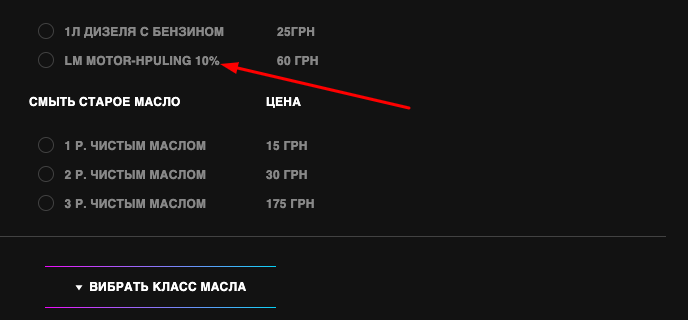 1Л ДИЗЕЛЯ С БЕНЗИНОМ 25ГРН
LM MOTOR-HPULING 10% 60 ГРН
СМЫТЬ СТАРОЕ МАСЛО ЦЕНА
1 Р. ЧИСТЫМ МАСЛОМ 15 ГРН
2 Р. ЧИСТЫМ МАСЛОМ 30 ГРН
3 Р. ЧИСТЫМ МАСЛОМ 175 ГРН
ВИБРАТЬ КЛАСС МАСЛА